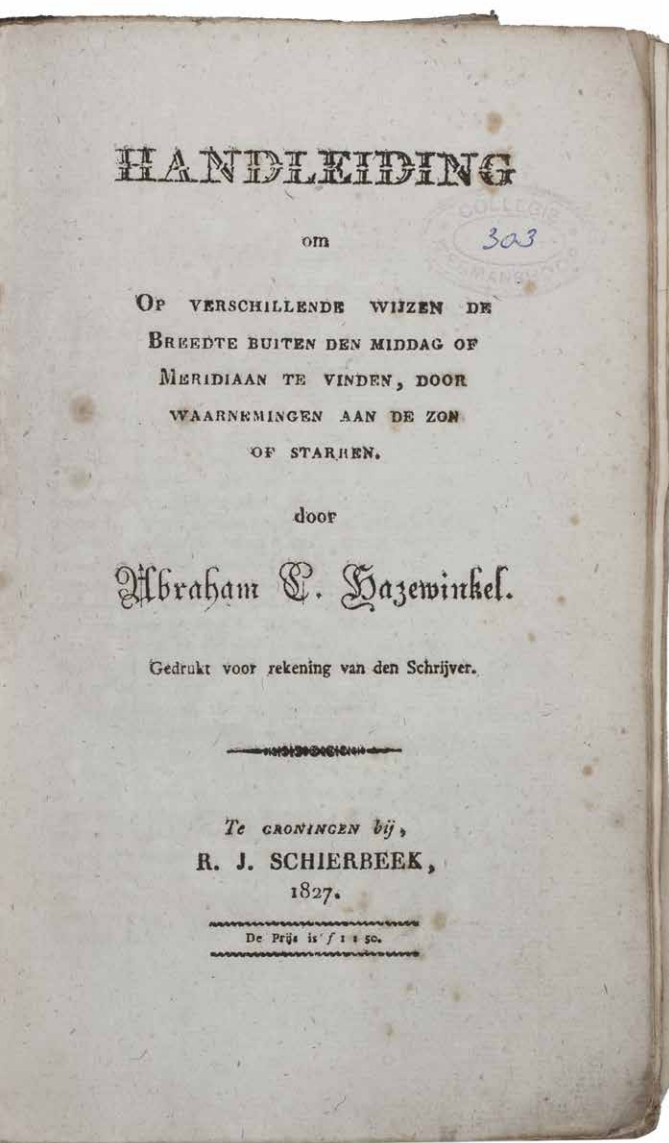 HANDLEIDING
COLLEGIE
303
ZEEMANSHOOP
om
OP VERSCHILLENDE WIJZEN DE
BREEDTE BUITEN DEN MIDDAG OF
MERIDIAAN TE VINDEN, DOOR
WAARNEMINGEN AAN DE ZON
OF STARREN.
door
Abraham C. Hazewinkel.
Gedrukt voor rekening van den Schrijver.
Te GRONINGEN bij,
R. J. SCHIERBEEK,
1827.
De Prijs is f 1 : 50.